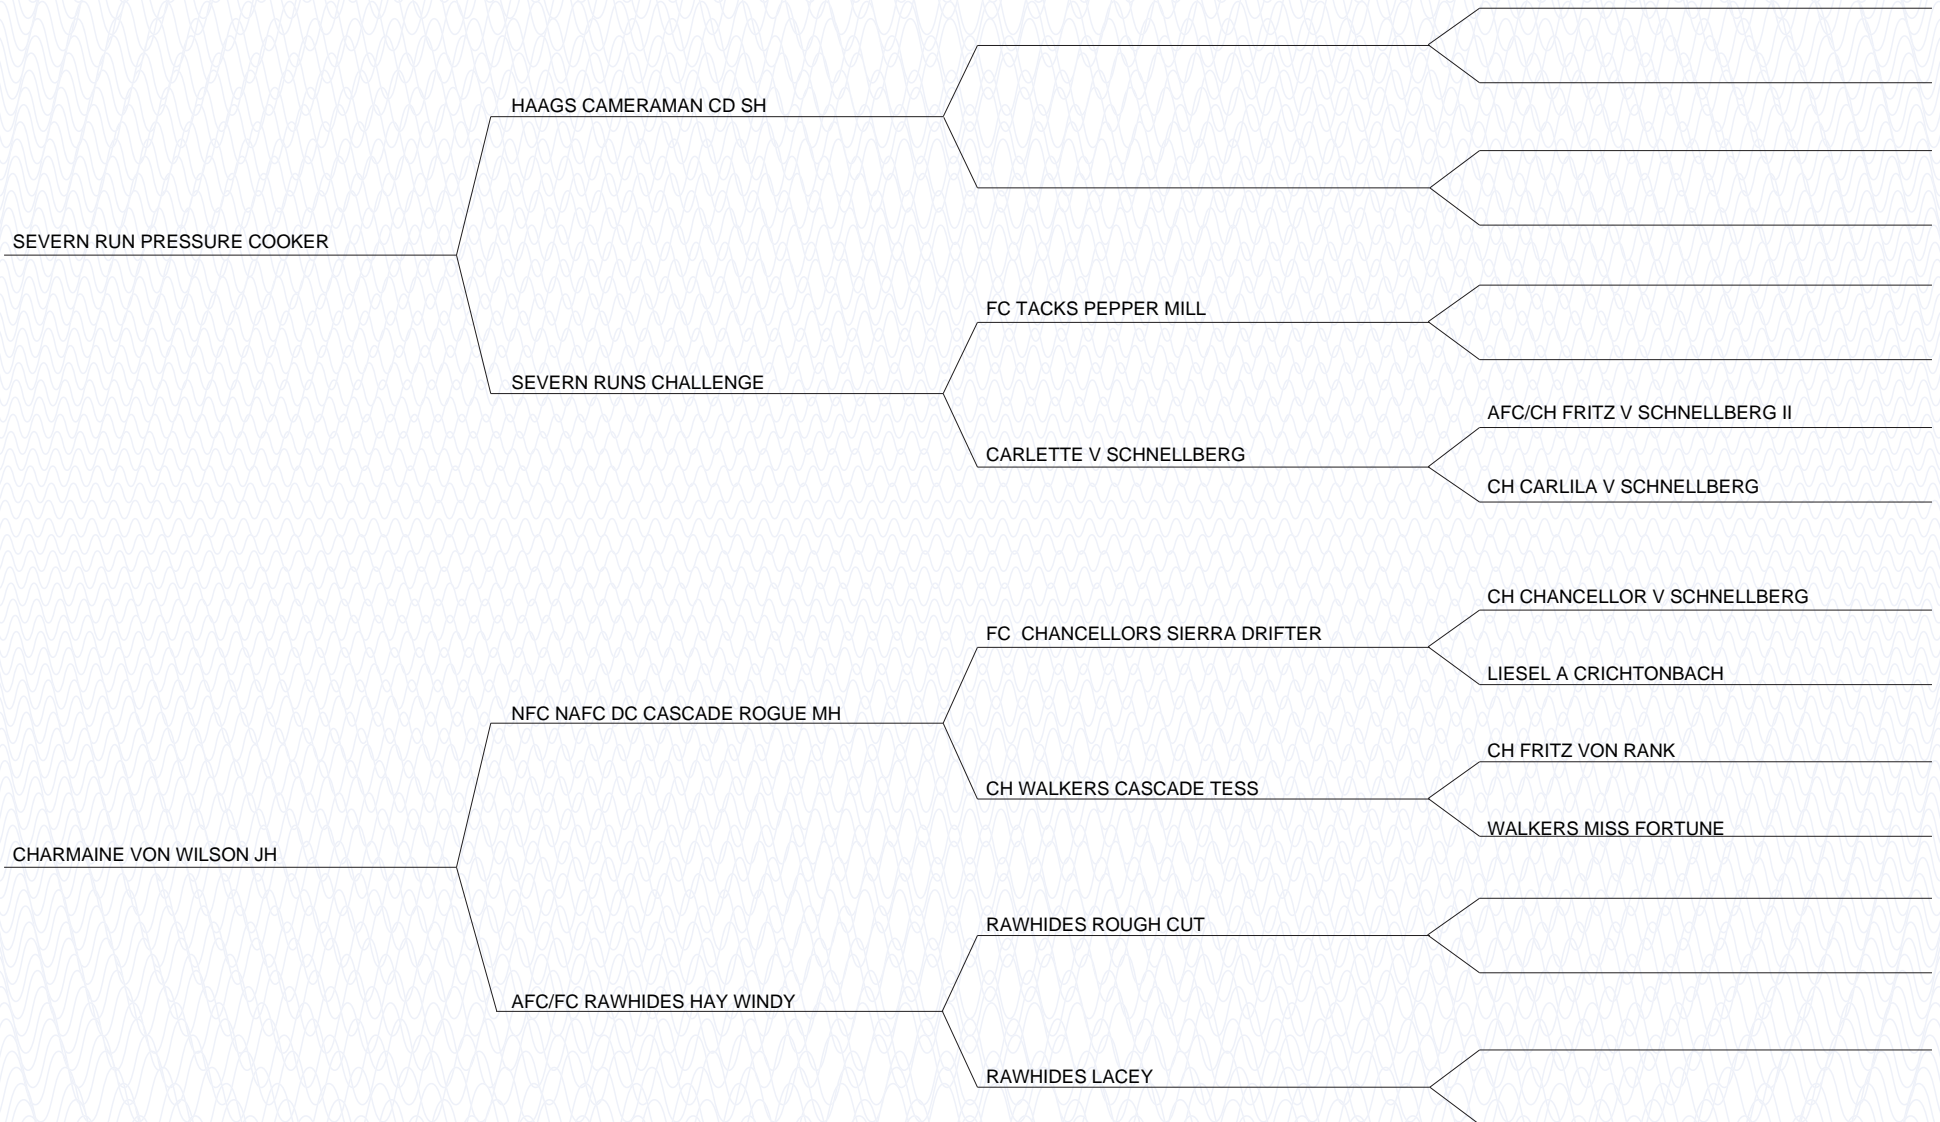 HAAGS CAMERAMAN CD SH
SEVERN RUN PRESSURE COOKER
FC TACKS PEPPER MILL
SEVERN RUNS CHALLENGE
AFC/CH FRITZ V SCHNELLBERG II
CARLETTE V SCHNELLBERG
CH CARLILA V SCHNELLBERG
CH CHANCELLOR V SCHNELLBERG
FC  CHANCELLORS SIERRA DRIFTER
LIESEL A CRICHTONBACH
NFC NAFC DC CASCADE ROGUE MH
CH FRITZ VON RANK
CH WALKERS CASCADE TESS
WALKERS MISS FORTUNE
CHARMAINE VON WILSON JH
RAWHIDES ROUGH CUT
AFC/FC RAWHIDES HAY WINDY
RAWHIDES LACEY